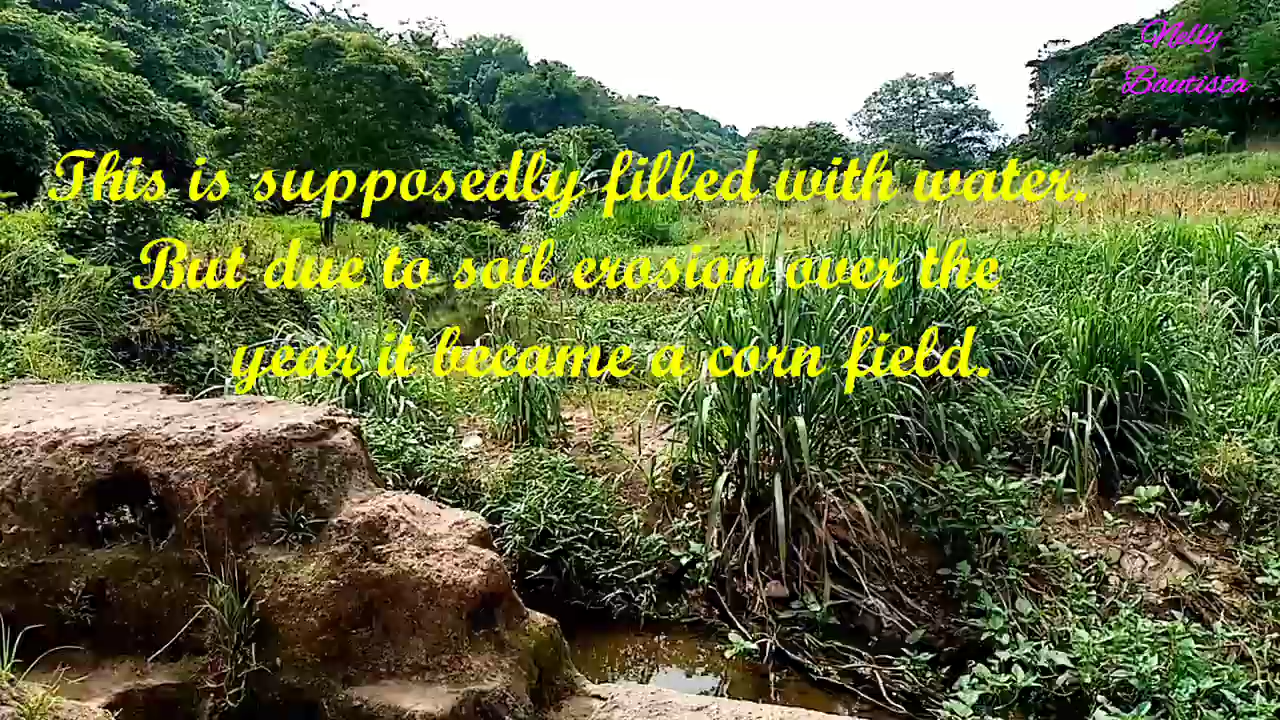 Nelly
Bautista
This is supposedly filled with water.
But due to soil erosion over the
year it became a corn field.